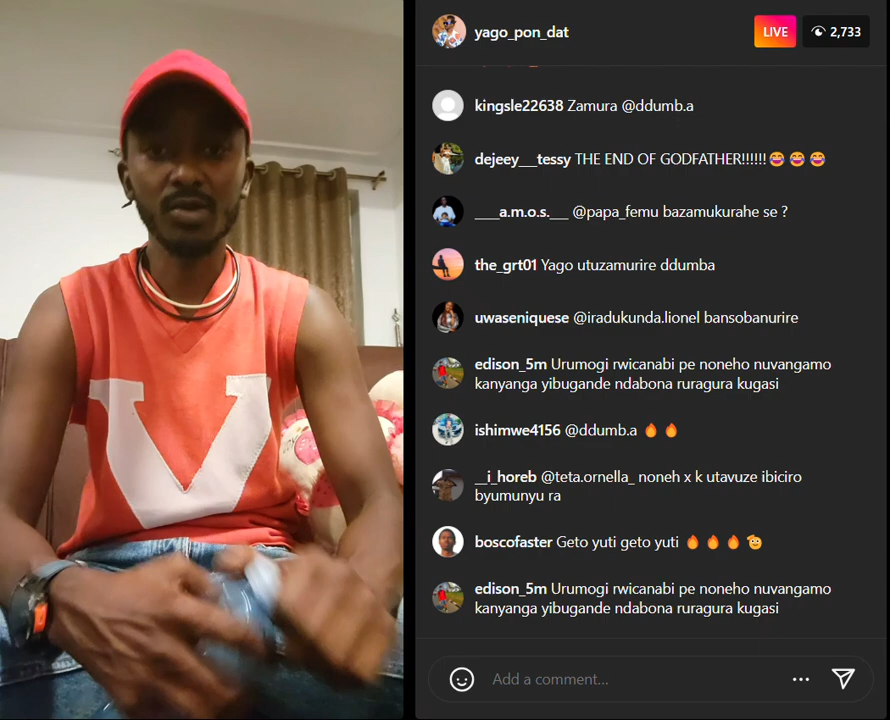 yago_pon_dat
LIVE
2,733
kingsle22638 Zamura @ddumb.a
dejeey___tessy THE END OF GODFATHER!!!!!!😂 😂 😂
____a.m.o.s.___ @papa_femu bazamukurahe se ?
the_grt01 Yago utuzamurire ddumba
uwaseniquese @iradukunda.lionel bansobanurire
edison_5m Urumogi rwicanabi pe noneho nuvangamo
kanyanga yibugande ndabona ruragura kugasi
ishimwe4156 @ddumb.a 🔥 🔥
__i_horeb @teta.ornella_ noneh x k utavuze ibiciro
byumunyu ra
boscofaster Geto yuti geto yuti 🔥 🔥 🔥 🫡
edison_5m Urumogi rwicanabi pe noneho nuvangamo
kanyanga yibugande ndabona ruragura kugasi
Add a comment...
V